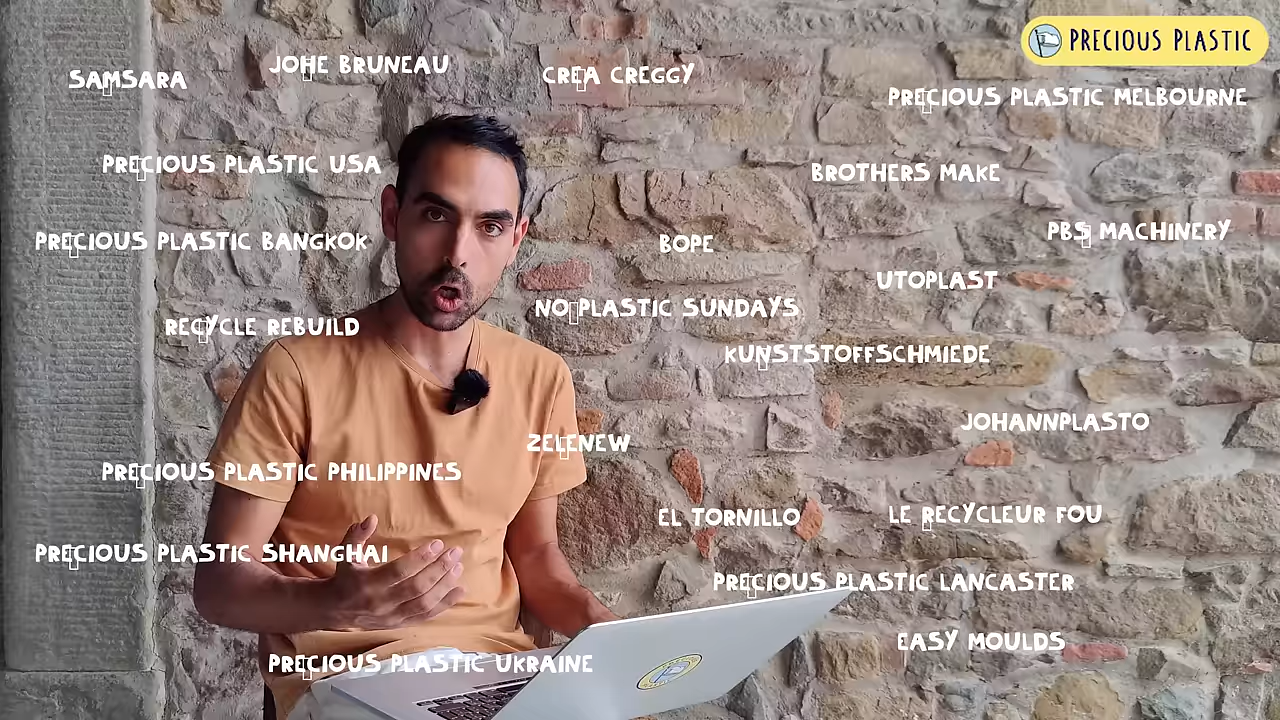 PRECIOUS PLASTIC
SAMSARA
JOHE BRUNEAU
CREA CREGGY
PRECIOUS PLASTIC MELBOURNE
PRECIOUS PLASTIC USA
BROTHERS MAKE
PRECIOUS PLASTIC BANGKOK
BOPE
PBS MACHINERY
UTOPLAST
NO PLASTIC SUNDAYS
RECYCLE REBUILD
KUNSTSTOFFSCHMIEDE
JOHANNPLASTO
ZELENEW
PRECIOUS PLASTIC PHILIPPINES
EL TORNILLO
LE RECYCLEUR FOU
PRECIOUS PLASTIC SHANGHAI
PRECIOUS PLASTIC LANCASTER
EASY MOULDS
PRECIOUS PLASTIC UKRAINE